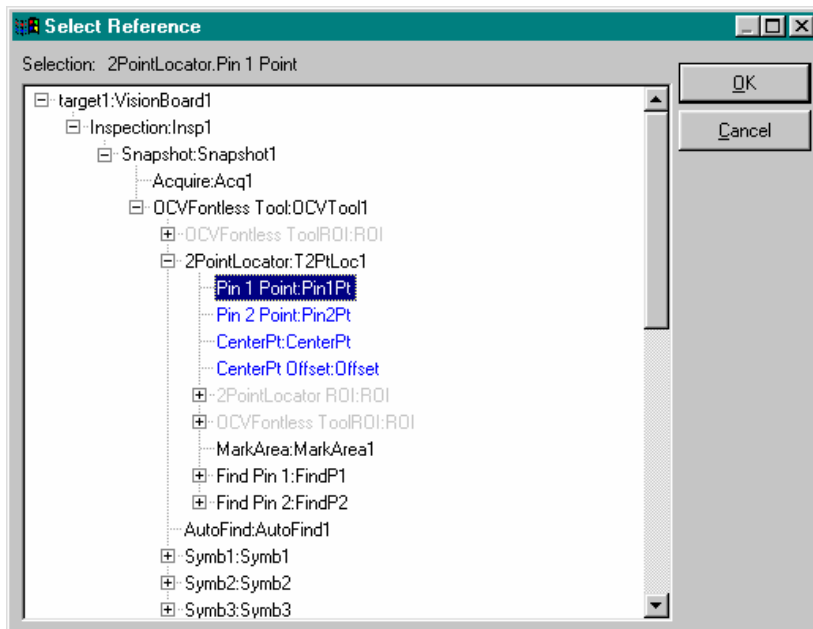 Select Reference
Selection: 2PointLocator.Pin 1 Point
OK
Cancel
target1:VisionBoard1
Inspection:Insp1
Snapshot:Snapshot1
Acquire:Acq1
OCVFontless Tool:OCVTool1
OCVFontless ToolROI:ROI
2PointLocator:T2PtLoc1
Pin 1 Point:Pin1Pt
Pin 2 Point:Pin2Pt
CenterPt:CenterPt
CenterPt Offset:Offset
2PointLocator ROI:ROI
OCVFontless ToolROI:ROI
MarkArea:MarkArea1
Find Pin 1:FindP1
Find Pin 2:FindP2
AutoFind:AutoFind1
Symb1:Symb1
Symb2:Symb2
Symb3:Symb3